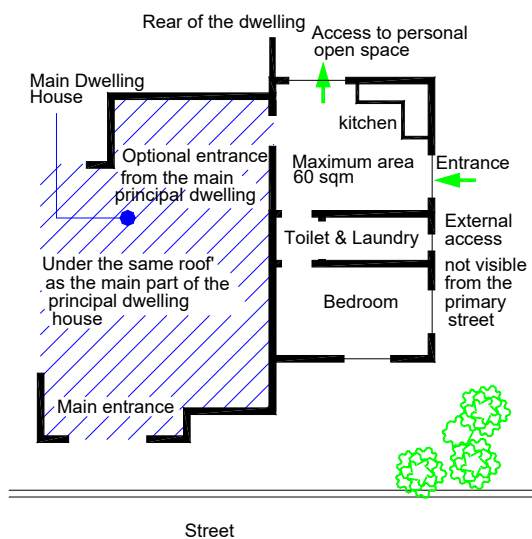 Rear of the dwelling
Access to personal
open space
Main Dwelling
House
kitchen
Optional entrance
from the main
principal dwelling
Maximum area
60 sqm
Entrance
Toilet & Laundry
External
access
not visible
from the
primary
street
Under the same roof'
as the main part of the
principal dwelling
house
Bedroom
Main entrance
Street